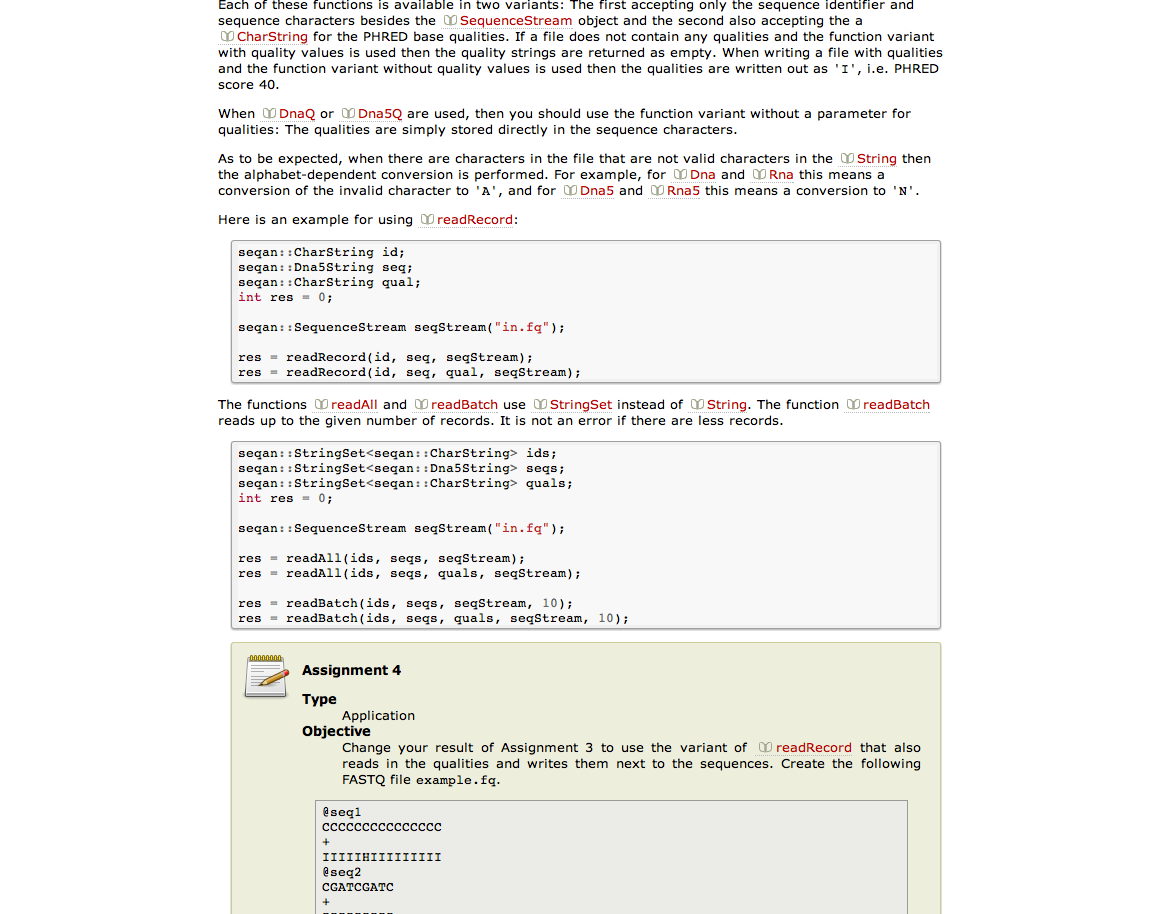 Each of these functions is available in two variants: The first accepting only the sequence identifier and
sequence characters besides the SequenceStream object and the second also accepting the a
CharString for the PHRED base qualities. If a file does not contain any qualities and the function variant
with quality values is used then the quality strings are returned as empty. When writing a file with qualities
and the function variant without quality values is used then the qualities are written out as 'I', i.e. PHRED
score 40.
When DnaQ or Dna5Q are used, then you should use the function variant without a parameter for
qualities: The qualities are simply stored directly in the sequence characters.
As to be expected, when there are characters in the file that are not valid characters in the String then
the alphabet-dependent conversion is performed. For example, for Dna and Rna this means a
conversion of the invalid character to 'A', and for Dna5 and Rna5 this means a conversion to 'N'.
Here is an example for using readRecord:
seqan::CharString id;
seqan::Dna5String seq;
seqan::CharString qual;
int res = 0;
seqan::SequenceStream seqStream("in.fq");
res = readRecord(id, seq, seqStream);
res = readRecord(id, seq, qual, seqStream);
The functions readAll and readBatch use StringSet instead of String. The function readBatch
reads up to the given number of records. It is not an error if there are less records.
seqan::StringSet<seqan::CharString> ids;
seqan::StringSet<seqan::Dna5String> seqs;
seqan::StringSet<seqan::CharString> quals;
int res = 0;
seqan::SequenceStream seqStream("in.fq");
res = readAll(ids, seqs, seqStream);
res = readAll(ids, seqs, quals, seqStream);
res = readBatch(ids, seqs, seqStream, 10);
res = readBatch(ids, seqs, quals, seqStream, 10);
Assignment 4
Type
Application
Objective
Change your result of Assignment 3 to use the variant of readRecord that also
reads in the qualities and writes them next to the sequences. Create the following
FASTQ file example.fq.
@seq1
CCCCCCCCCCCCCCC
+
IIIIIHIIIIIIIII
@seq2
CGATCGATC
+